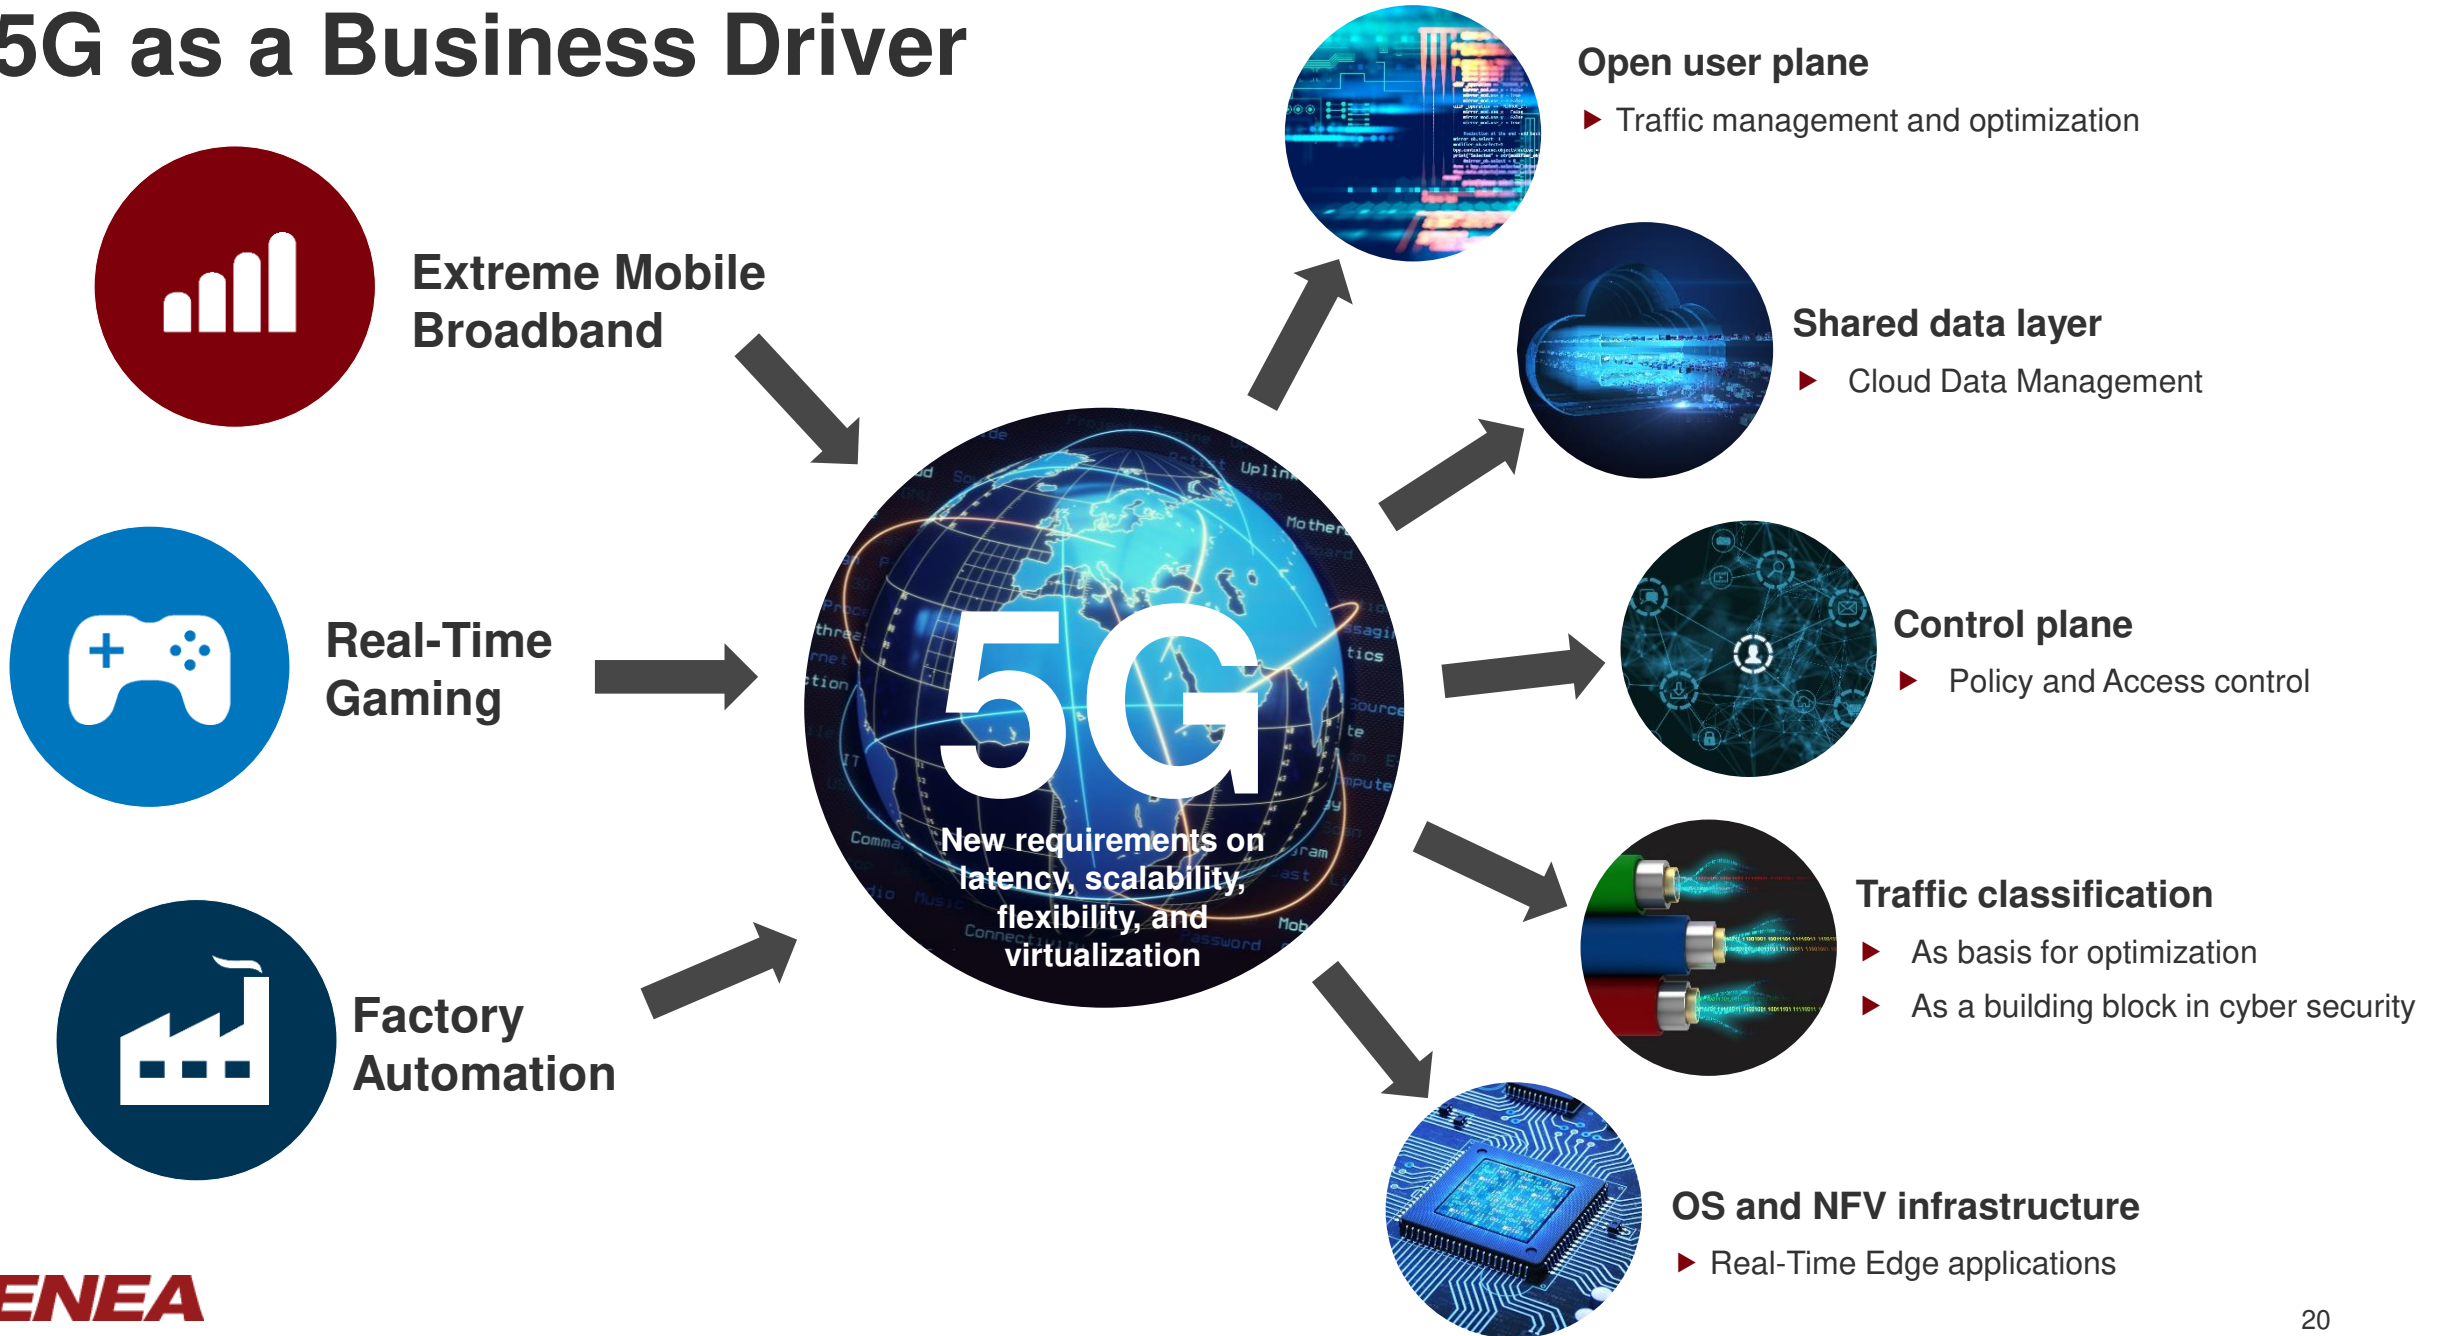 5G as a Business Driver
Extreme Mobile
Broadband
Real-Time
Gaming
Factory
Automation
5G
New requirements on
latency, scalability,
flexibility, and
virtualization
Open user plane
Traffic management and optimization
Shared data layer
Cloud Data Management
Control plane
Policy and Access control
Traffic classification
As basis for optimization
As a building block in cyber security
OS and NFV infrastructure
Real-Time Edge applications
ENEA
20